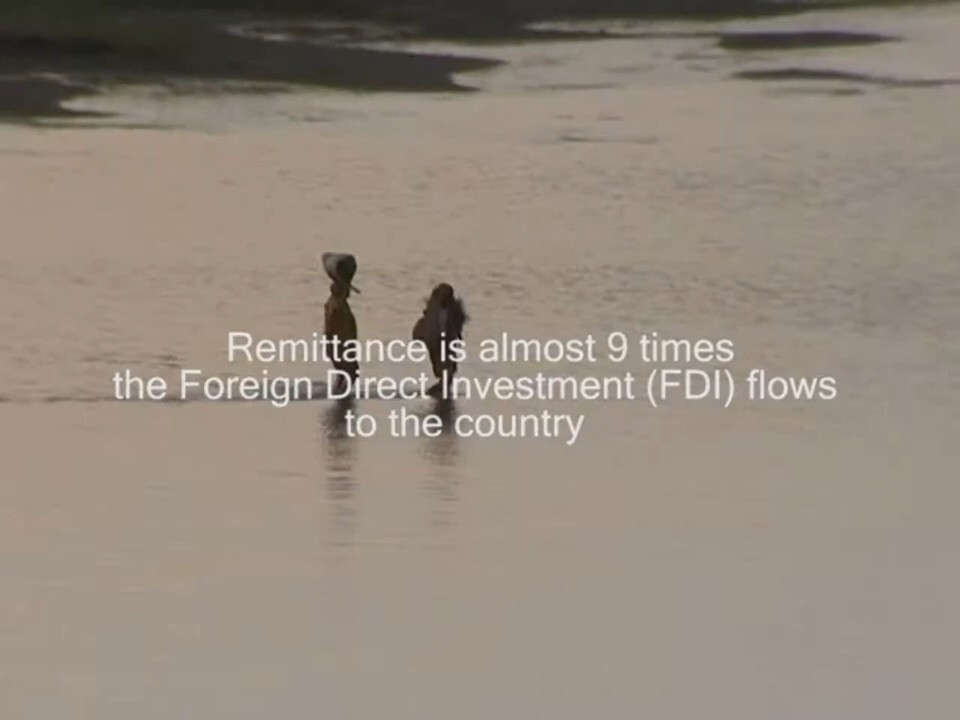 Remittance is almost 9 times
the Foreign Direct Investment (FDI) flows
to the country